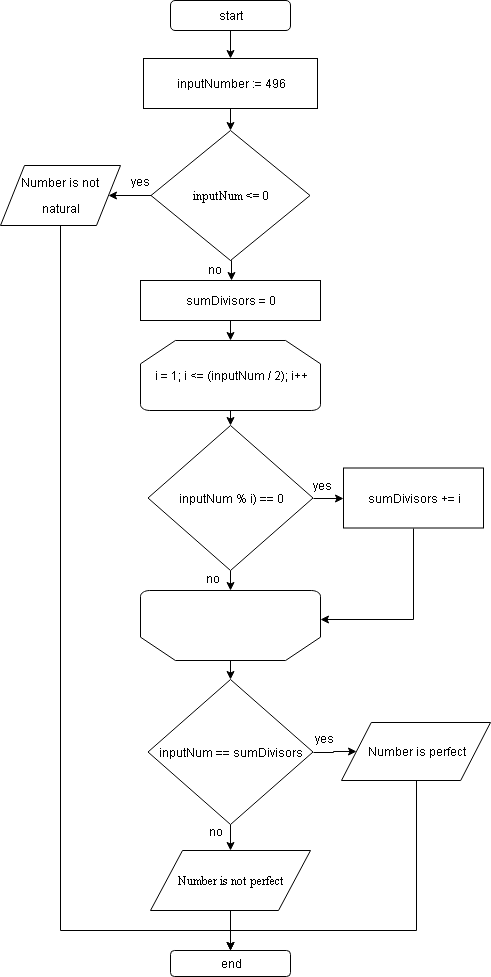 start
inputNumber := 496
inputNum <= 0
yes
Number is not
natural
no
sumDivisors = 0
i = 1; i <= (inputNum / 2); i++
inputNum % i) == 0
yes
sumDivisors += i
no
inputNum == sumDivisors
yes
Number is perfect
no
Number is not perfect
end